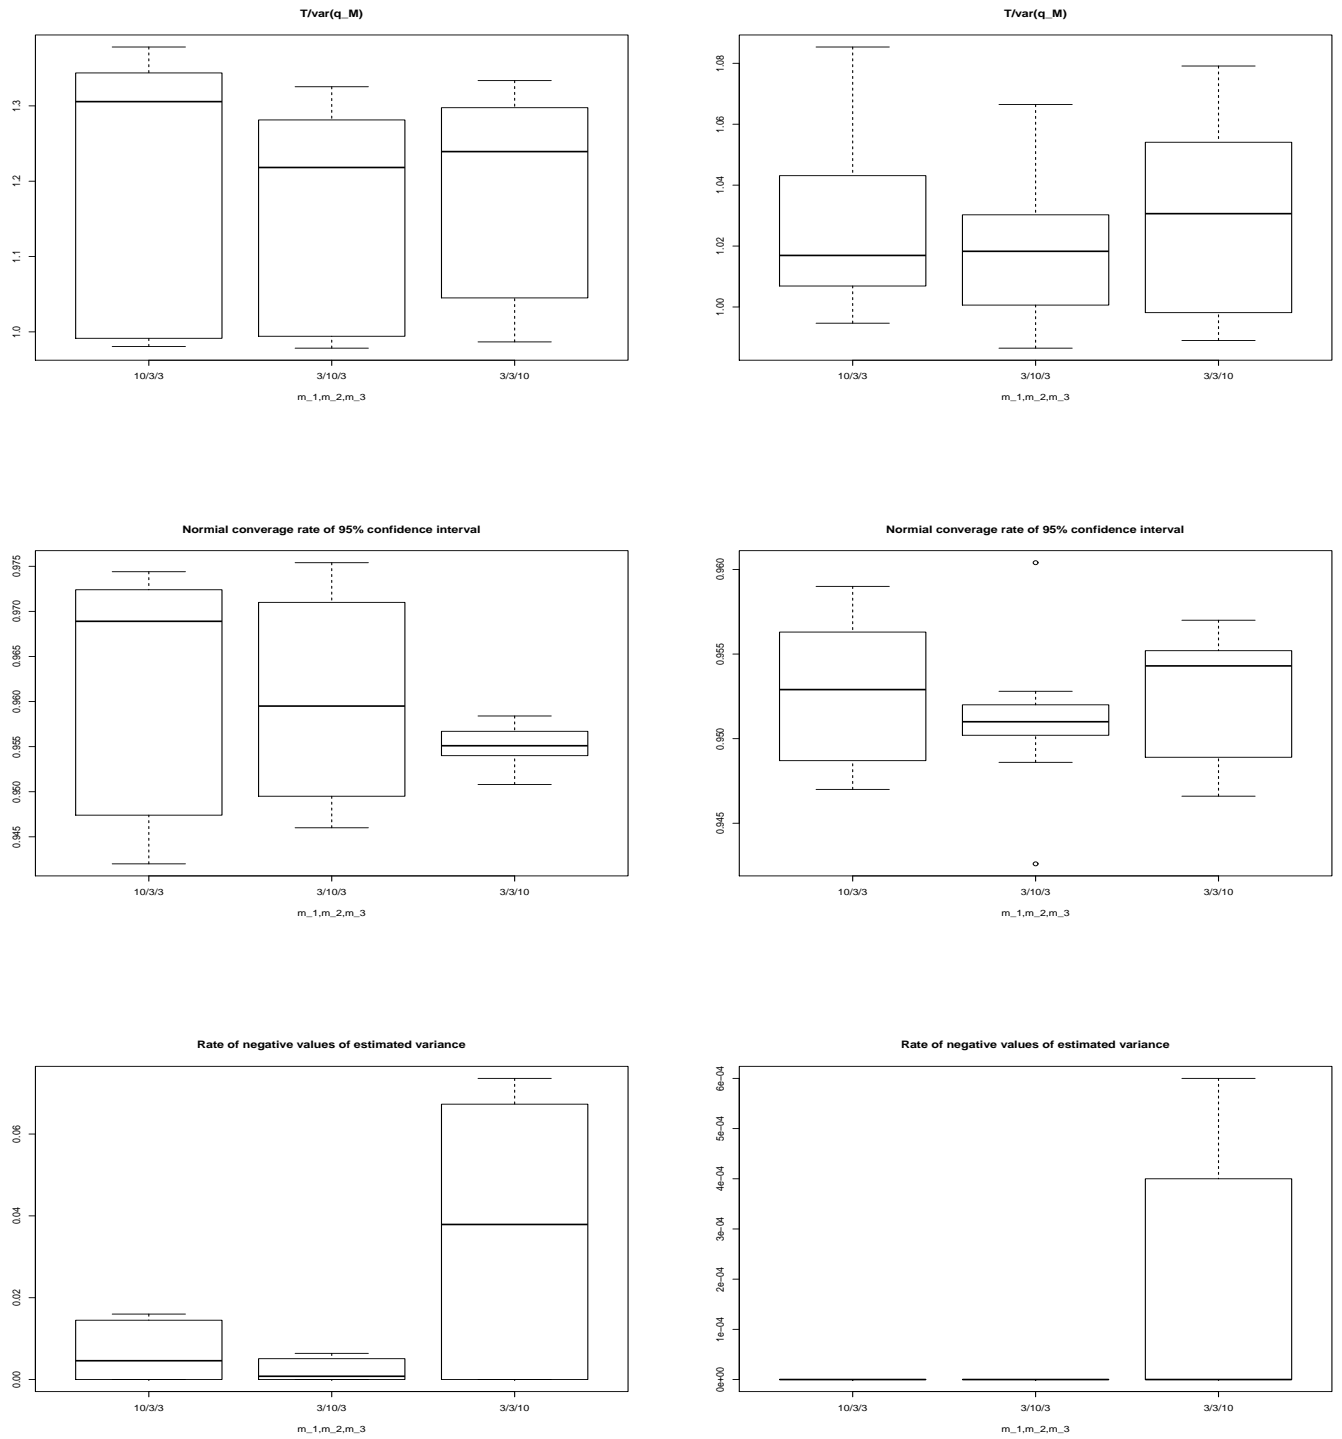 T/var(q_M)
1.3
1.2
1.1
1.0
10/3/3 3/10/3 3/3/10
m_1,m_2,m_3
T/var(q_M)
1.08
1.06
1.04
1.02
1.00
10/3/3 3/10/3 3/3/10
m_1,m_2,m_3
Normial converage rate of 95% confidence interval
0.975
0.970
0.965
0.960
0.955
0.950
0.945
10/3/3 3/10/3 3/3/10
m_1,m_2,m_3
Normial converage rate of 95% confidence interval
0.960
0.955
0.950
0.945
10/3/3 3/10/3 3/3/10
m_1,m_2,m_3
Rate of negative values of estimated variance
0.06
0.04
0.02
0.00
10/3/3 3/10/3 3/3/10
m_1,m_2,m_3
Rate of negative values of estimated variance
6e−04
5e−04
4e−04
3e−04
2e−04
1e−04
0e+00
10/3/3 3/10/3 3/3/10
m_1,m_2,m_3